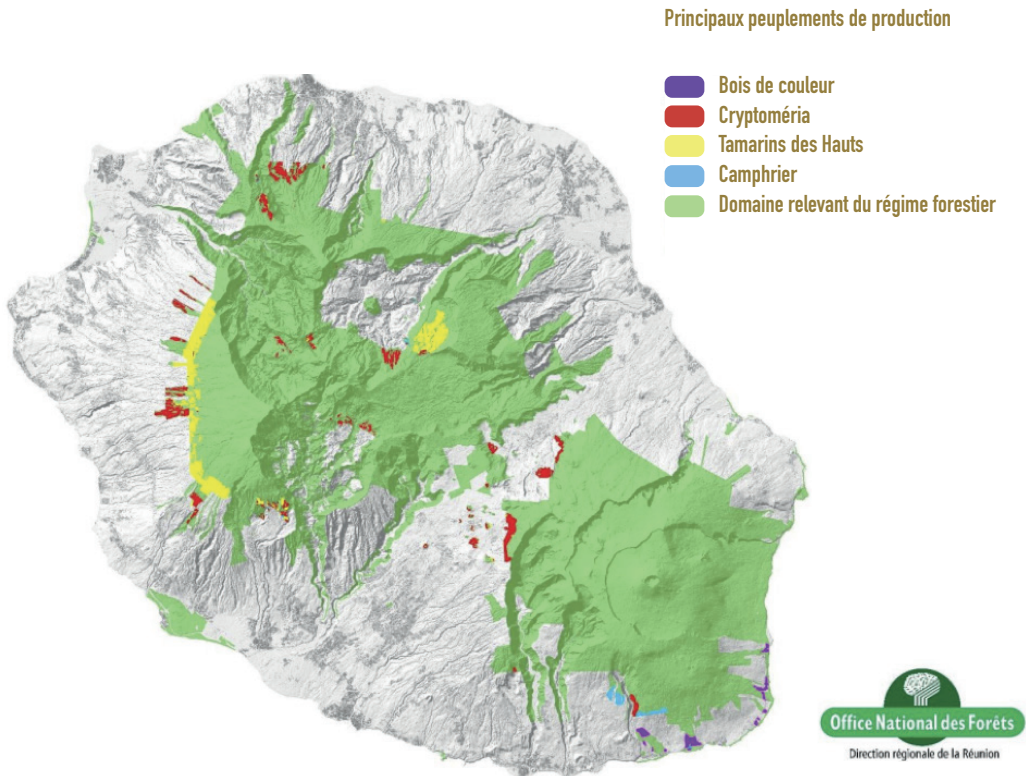 Principaux peuplements de production
Bois de couleur
Cryptoméria
Tamarins des Hauts
Camphrier
Domaine relevant du régime forestier
Office National des Forêts
Direction régionale de la Réunion